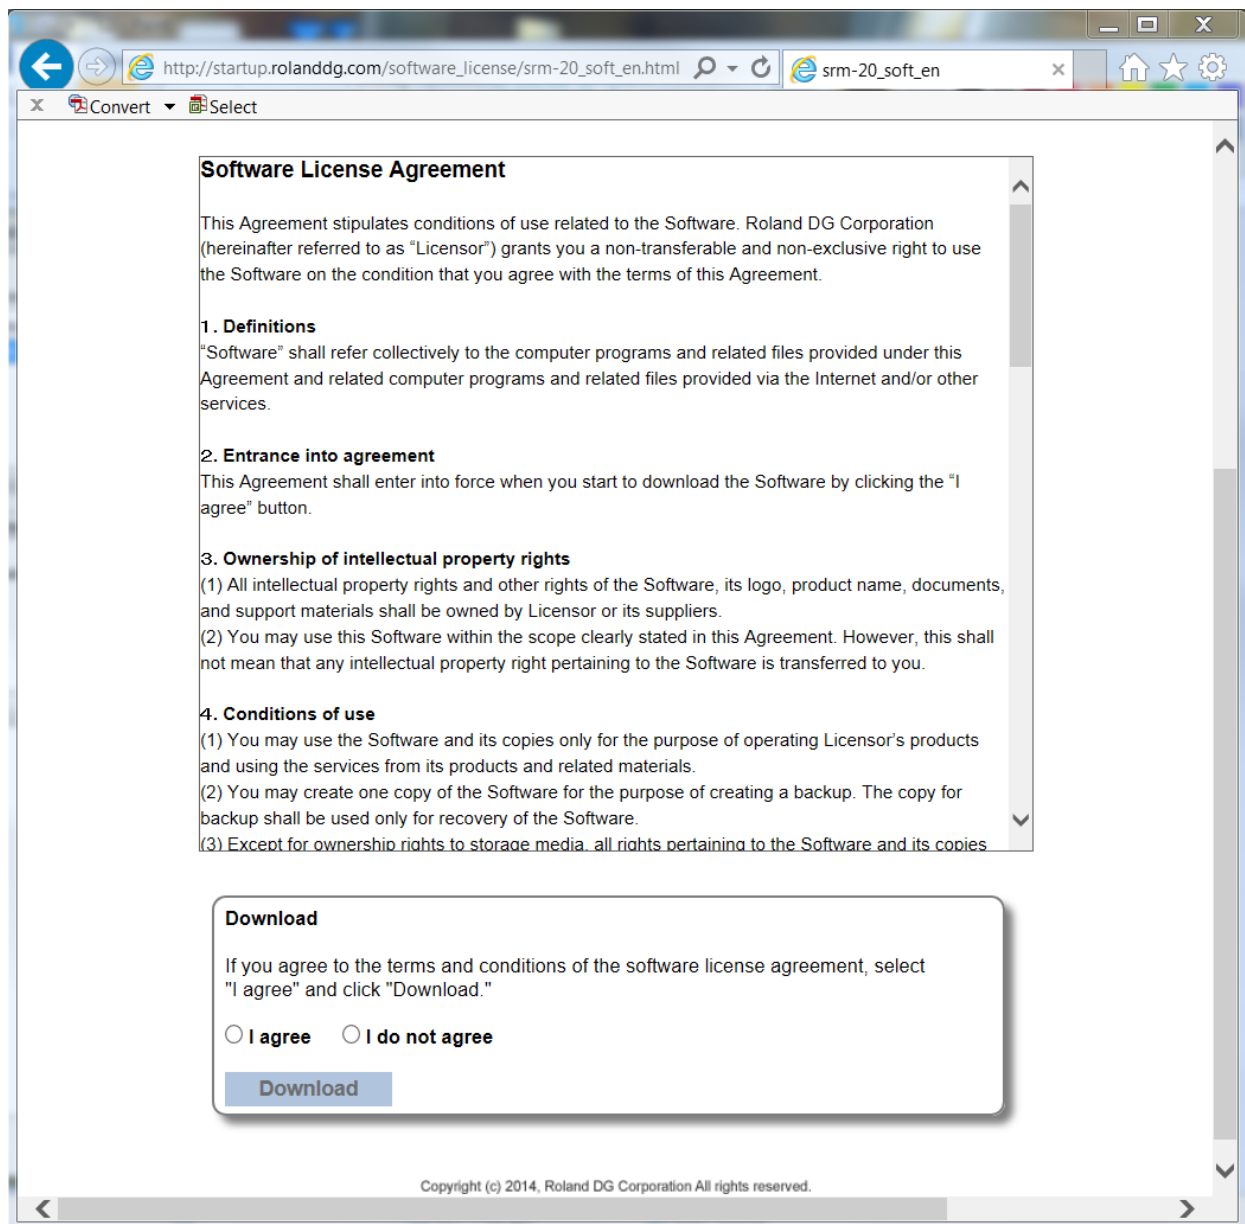 http://startup.rolanddg.com/software_license/srm-20_soft_en.html
srm-20_soft_en
x Convert Select
Software License Agreement
This Agreement stipulates conditions of use related to the Software. Roland DG Corporation
(hereinafter referred to as “Licensor”) grants you a non-transferable and non-exclusive right to use
the Software on the condition that you agree with the terms of this Agreement.
1. Definitions
“Software” shall refer collectively to the computer programs and related files provided under this
Agreement and related computer programs and related files provided via the Internet and/or other
services.
2. Entrance into agreement
This Agreement shall enter into force when you start to download the Software by clicking the “I
agree” button.
3. Ownership of intellectual property rights
(1) All intellectual property rights and other rights of the Software, its logo, product name, documents,
and support materials shall be owned by Licensor or its suppliers.
(2) You may use this Software within the scope clearly stated in this Agreement. However, this shall
not mean that any intellectual property right pertaining to the Software is transferred to you.
4. Conditions of use
(1) You may use the Software and its copies only for the purpose of operating Licensor’s products
and using the services from its products and related materials.
(2) You may create one copy of the Software for the purpose of creating a backup. The copy for
backup shall be used only for recovery of the Software.
(3) Except for ownership rights to storage media, all rights pertaining to the Software and its copies
Download
If you agree to the terms and conditions of the software license agreement, select
"I agree" and click "Download."
I agree I do not agree
Download
Copyright (c) 2014, Roland DG Corporation All rights reserved.